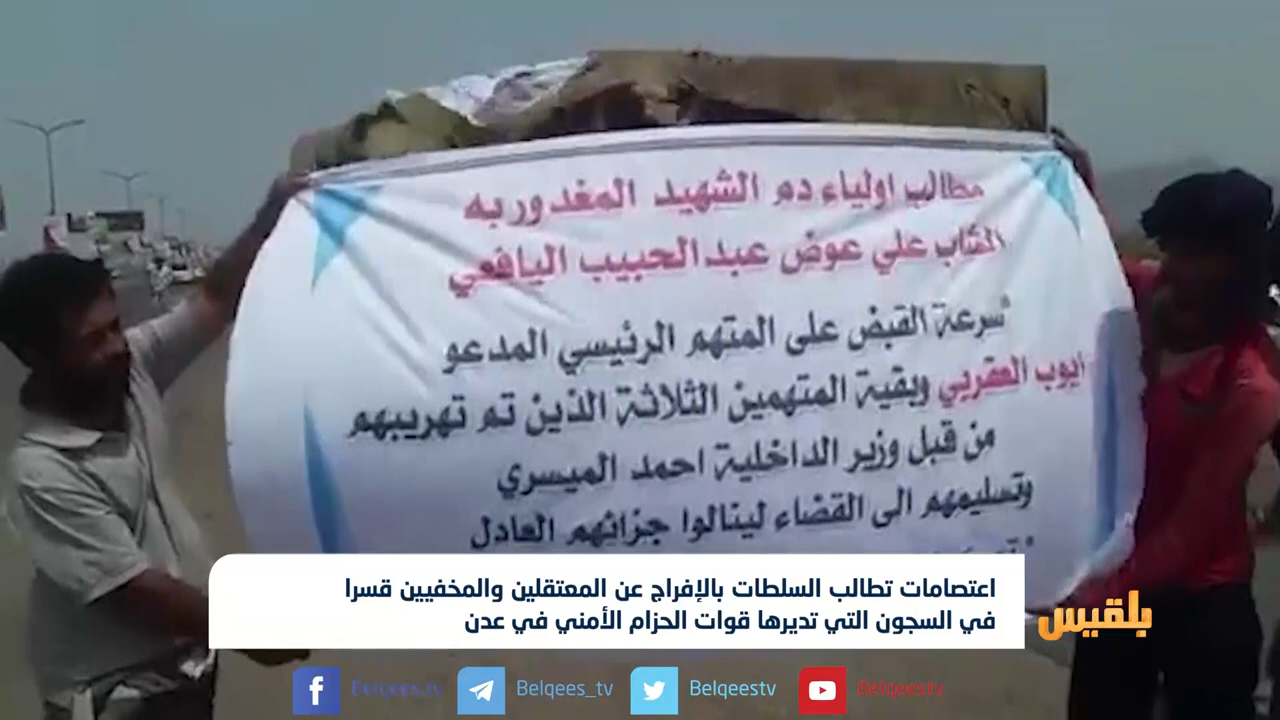 مطالب اولياء دم الشهيد المغدور به
الشاب علي عوض عبدالحبيب اليافعي
سرعة القبض على المتهم الرئيسي المدعو
ايوب العقربي وبقية المتهمين الثلاثة الذين تم تهريبهم
من قبل وزير الداخلية احمد الميسري
وتسليمهم الى القضاء لينالوا جزائهم العادل
اعتصامات تطالب السلطات بالإفراج عن المعتقلين والمخفيين قسرا
في السجون التي تديرها قوات الحزام الأمني في عدن
بلقيس
Belqees_tv
Belqees_tv
Belqeestv
Belqeestv